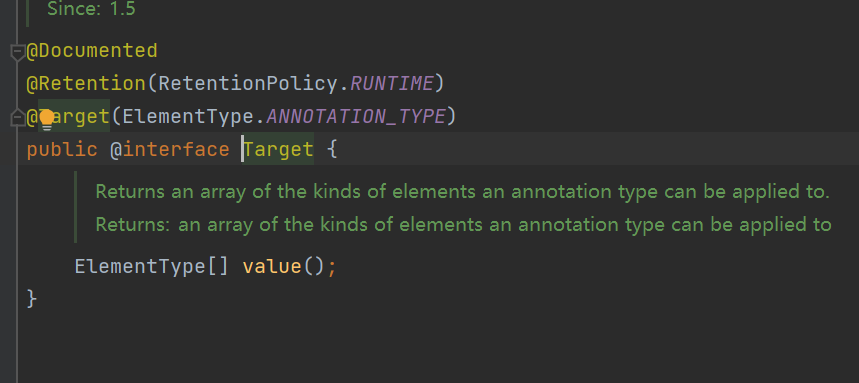 Since: 1.5
@Documented
@Retention(RetentionPolicy.RUNTIME)
@Target(ElementType.ANNOTATION_TYPE)
public @interface Target {
Returns an array of the kinds of elements an annotation type can be applied to.
Returns: an array of the kinds of elements an annotation type can be applied to
ElementType[] value();
}